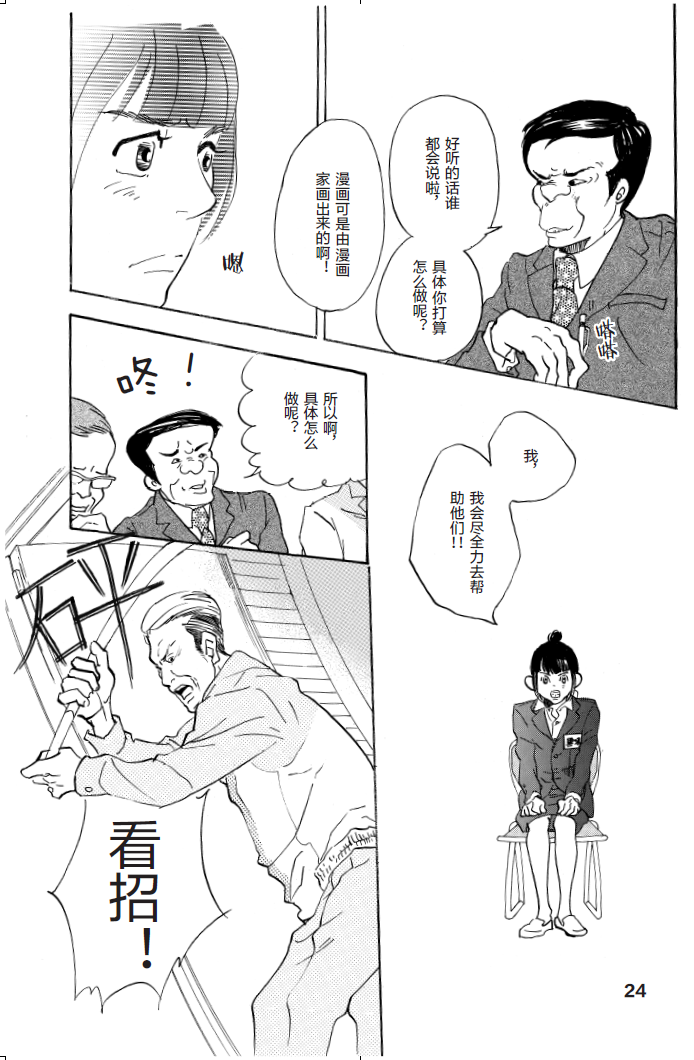 好听的话谁
都会说啦，
具体你打算
怎么做呢？
嗒
嗒
漫画可是由漫画
家画出来的啊！
嗯
我，
我会尽全力去帮
助他们！！
所以啊，
具体怎么
做呢？
咚！
砰
看
招！
24